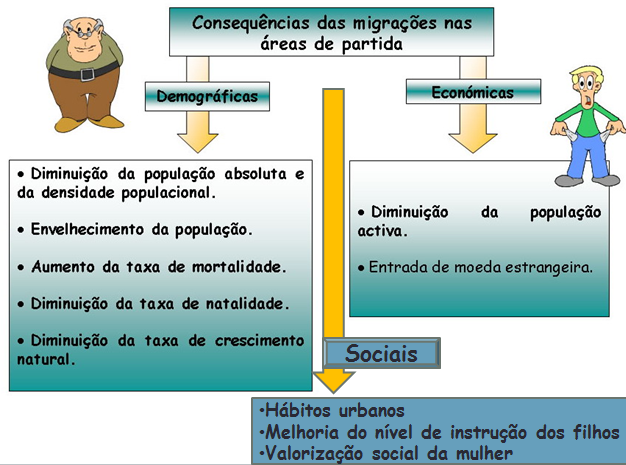 Consequências das migrações nas
áreas de partida
Demográficas
Económicas
• Diminuição da população absoluta e
da densidade populacional.
• Envelhecimento da população.
• Aumento da taxa de mortalidade.
• Diminuição da taxa de natalidade.
• Diminuição da taxa de crescimento
natural.
• Diminuição da população
activa.
• Entrada de moeda estrangeira.
Sociais
•Hábitos urbanos
•Melhoria do nível de instrução dos filhos
•Valorização social da mulher